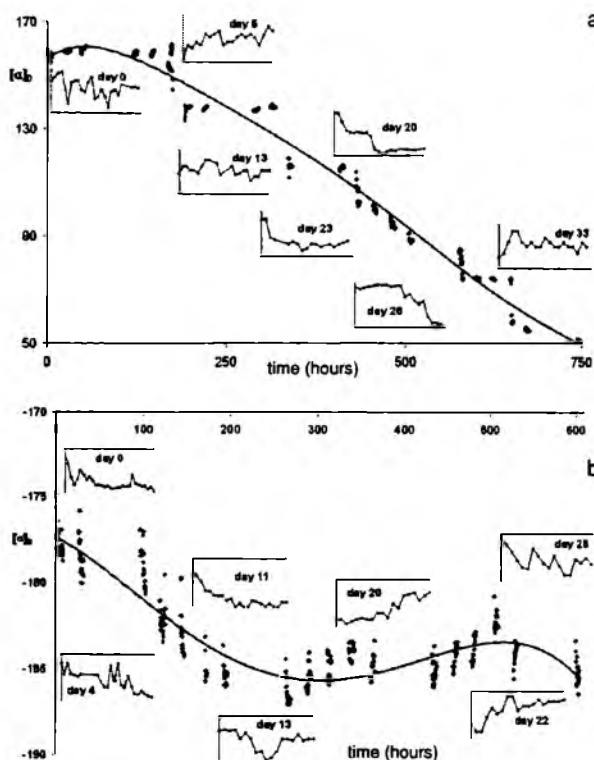 a
170
[α]D
130
90
50
day 0
day 6
day 13
day 20
day 23
day 26
day 33
0
250
500
750
time (hours)
b
-170
0
100
200
300
400
500
600
-175
[α]D
-180
-185
-190
day 0
day 4
day 11
day 13
day 20
day 22
day 28
time (hours)